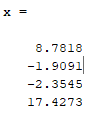 x =
8.7818
-1.9091
-2.3545
17.4273